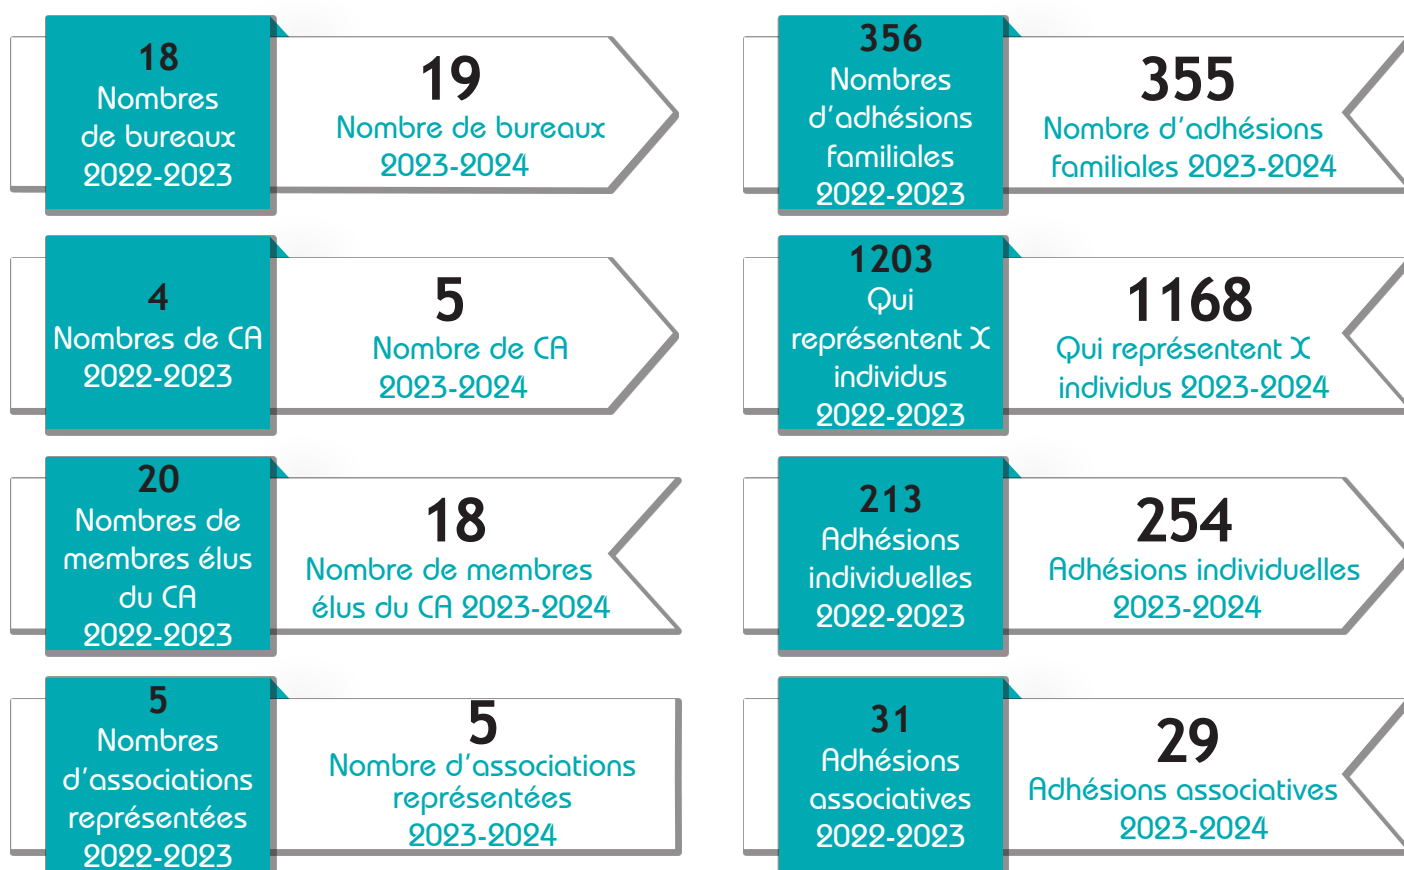 18
Nombres
de bureaux
2022-2023
19
Nombre de bureaux
2023-2024
4
Nombres de CA
2022-2023
5
Nombre de CA
2023-2024
20
Nombres de
membres élus
du CA
2022-2023
18
Nombre de membres
élus du CA 2023-2024
5
Nombres
d'associations
représentées
2022-2023
5
Nombre d'associations
représentées
2023-2024
356
Nombres
d'adhésions
familiales
2022-2023
355
Nombre d'adhésions
familiales 2023-2024
1203
Qui
représentent X
individus
2022-2023
1168
Qui représentent X
individus 2023-2024
213
Adhésions
individuelles
2022-2023
254
Adhésions individuelles
2023-2024
31
Adhésions
associatives
2022-2023
29
Adhésions associatives
2023-2024